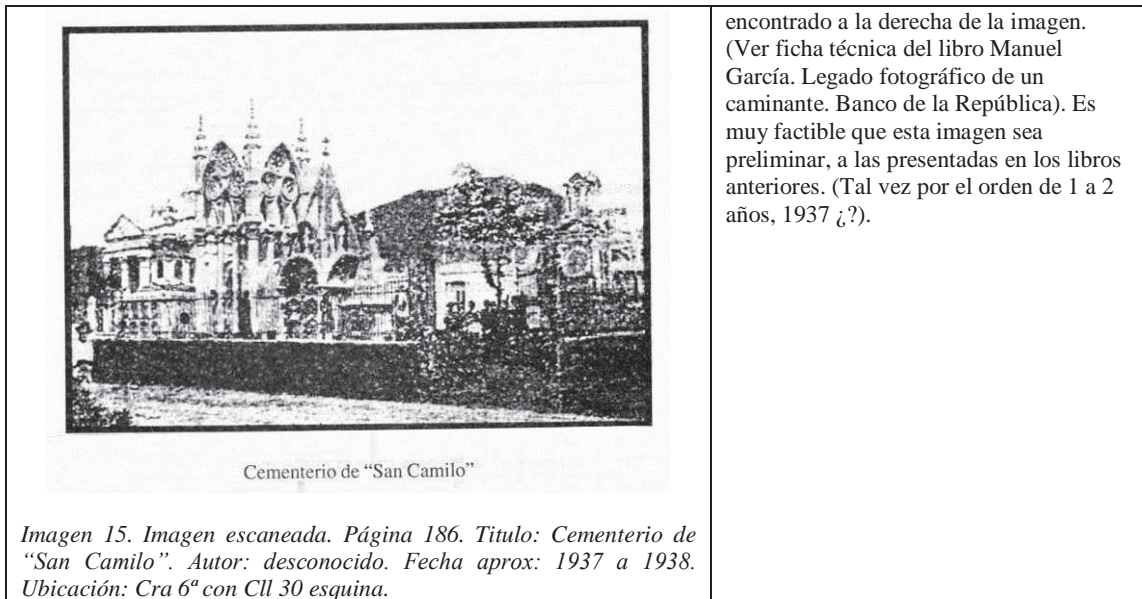 Cementerio de “San Camilo”
Imagen 15. Imagen escaneada. Página 186. Titulo: Cementerio de
“San Camilo”. Autor: desconocido. Fecha aprox: 1937 a 1938.
Ubicación: Cra 6ª con Cll 30 esquina.
encontrado a la derecha de la imagen.
(Ver ficha técnica del libro Manuel
García. Legado fotográfico de un
caminante. Banco de la República). Es
muy factible que esta imagen sea
preliminar, a las presentadas en los libros
anteriores. (Tal vez por el orden de 1 a 2
años, 1937 ¿?).